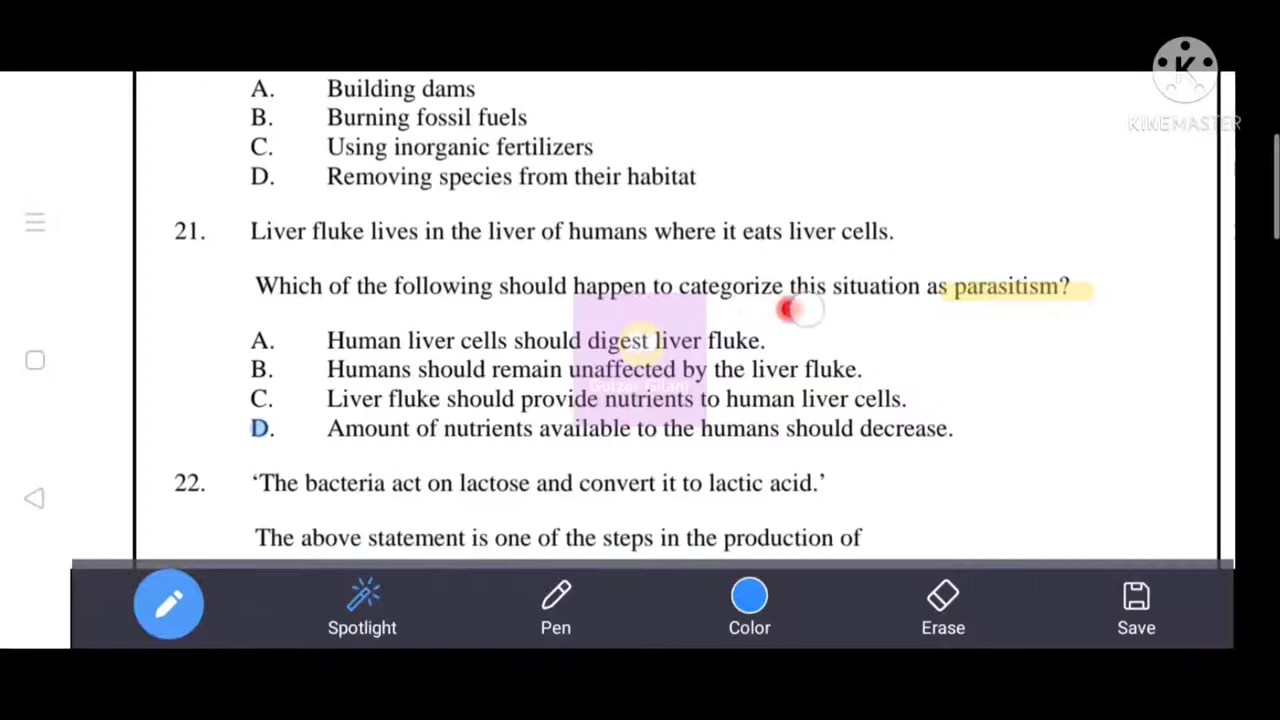 KINEMASTER
A. Building dams
B. Burning fossil fuels
C. Using inorganic fertilizers
D. Removing species from their habitat
21. Liver fluke lives in the liver of humans where it eats liver cells.
Which of the following should happen to categorize this situation as parasitism?
A. Human liver cells should digest liver fluke.
B. Humans should remain unaffected by the liver fluke.
Gulzar Gilani
C. Liver fluke should provide nutrients to human liver cells.
D. Amount of nutrients available to the humans should decrease.
22. ‘The bacteria act on lactose and convert it to lactic acid.’
The above statement is one of the steps in the production of
Spotlight Pen Color Erase Save